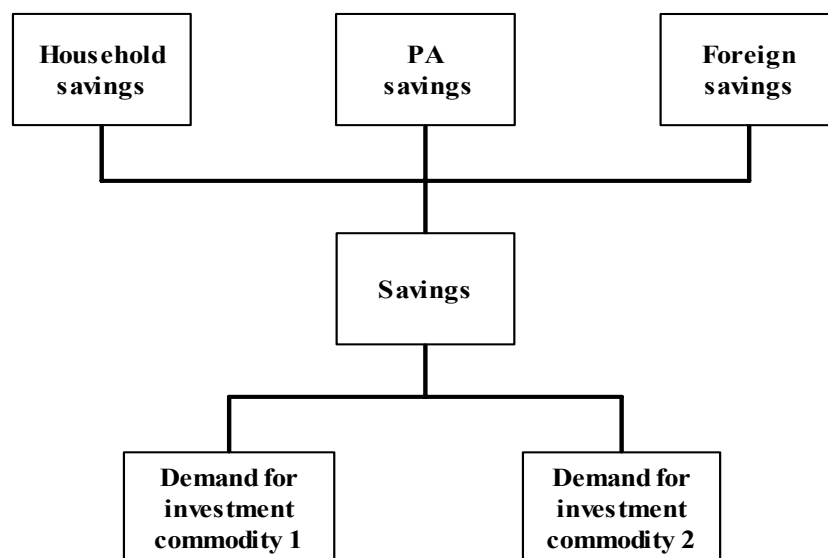 Household
savings
PA
savings
Foreign
savings
Savings
Demand for
investment
commodity 1
Demand for
investment
commodity 2